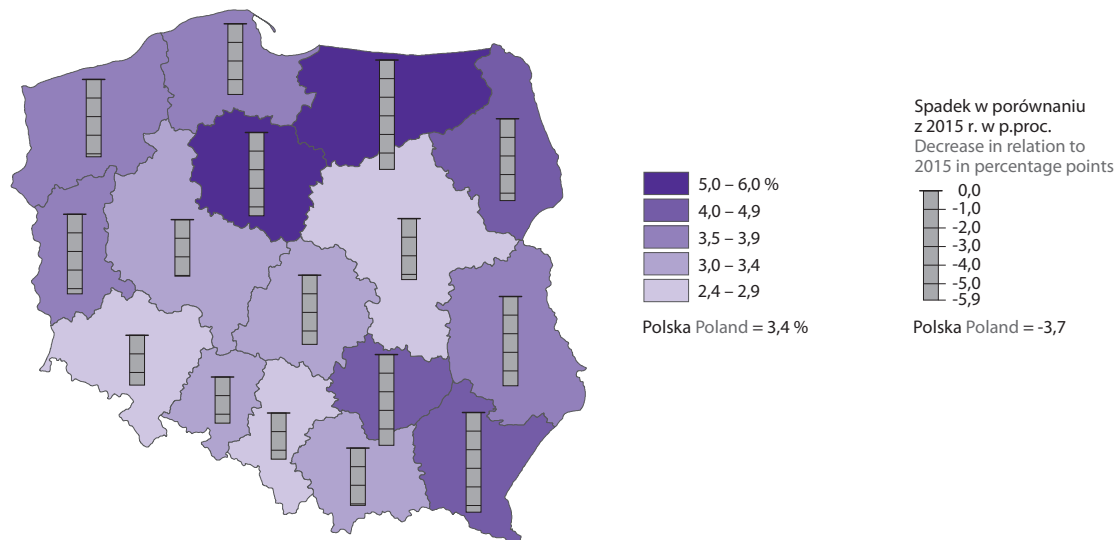 Spadek w porównaniu
z 2015 r. w p.proc.
Decrease in relation to
2015 in percentage points
5,0 – 6,0 %
4,0 – 4,9
3,5 – 3,9
3,0 – 3,4
2,4 – 2,9
Polska Poland = 3,4 %
0,0
-1,0
-2,0
-3,0
-4,0
-5,0
-5,9
Polska Poland = -3,7